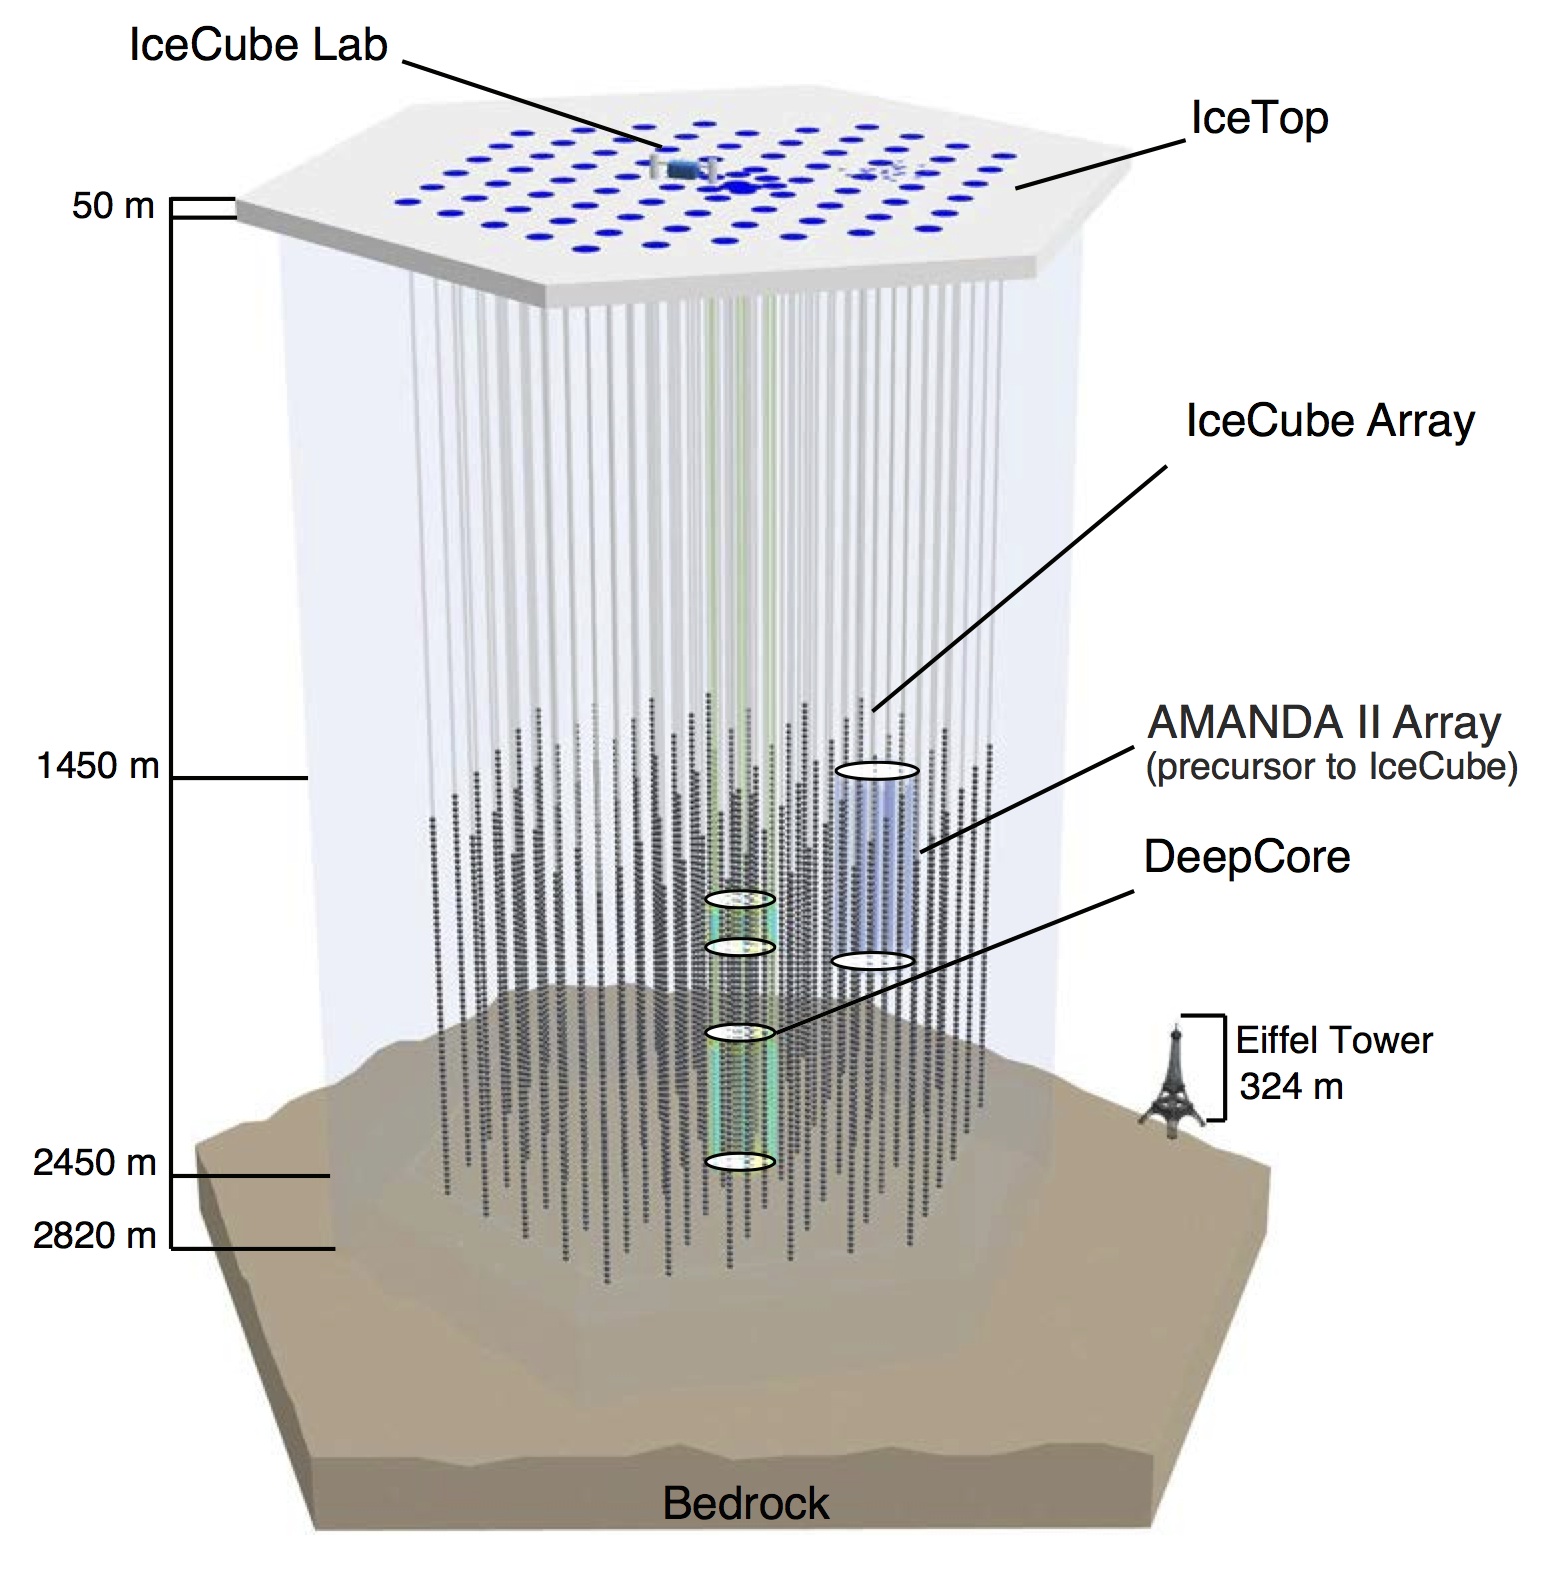 IceCube Lab
IceTop
50 m
IceCube Array
AMANDA II Array
(precursor to IceCube)
1450 m
DeepCore
Eiffel Tower
324 m
2450 m
2820 m
Bedrock